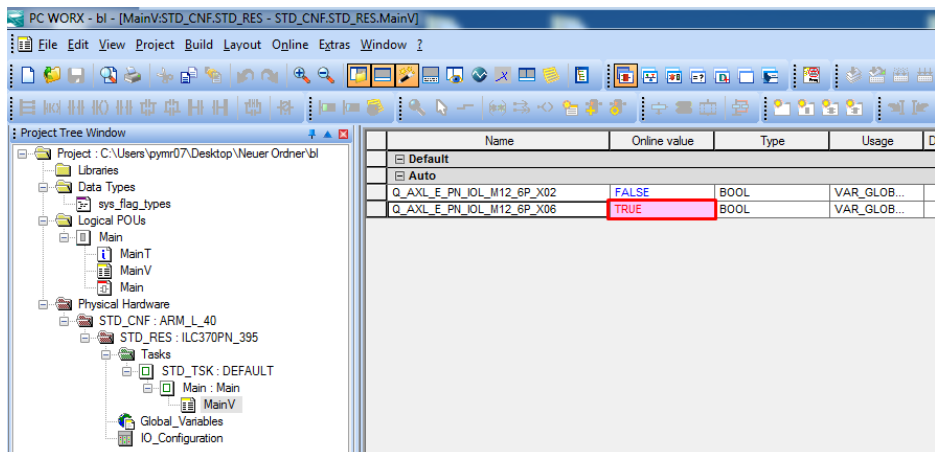 PC WORX - bl - [MainV:STD_CNF.STD_RES - STD_CNF.STD_RES.MainV]
File Edit View Project Build Layout Online Extras Window ?
Project Tree Window
Project : C:\Users\pymr07\Desktop\Neuer Ordner\bl
Libraries
Data Types
sys_flag_types
Logical POUs
Main
MainT
MainV
Main
Physical Hardware
STD_CNF : ARM_L_40
STD_RES : ILC370PN_395
Tasks
STD_TSK : DEFAULT
Main : Main
MainV
Global_Variables
IO_Configuration
Name Online value Type Usage D
Default
Auto
Q_AXL_E_PN_IOL_M12_6P_X02 FALSE BOOL VAR_GLOB...
Q_AXL_E_PN_IOL_M12_6P_X06 TRUE BOOL VAR_GLOB...